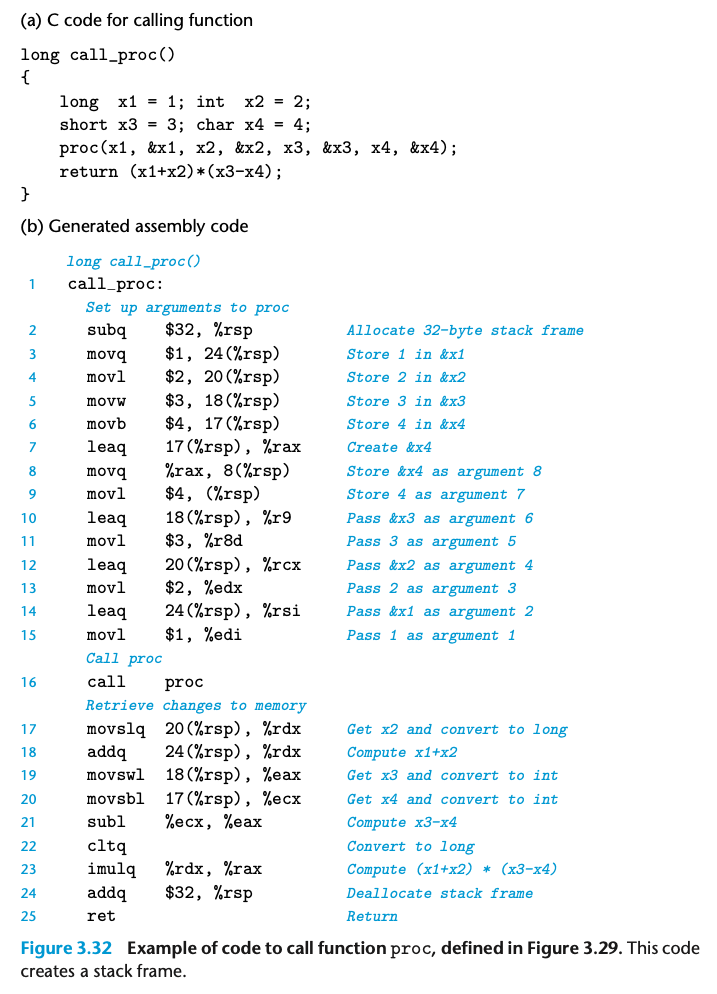 (a) C code for calling function
long call_proc()
{
    long  x1 = 1; int  x2 = 2;
    short x3 = 3; char x4 = 4;
    proc(x1, &x1, x2, &x2, x3, &x3, x4, &x4);
    return (x1+x2)*(x3-x4);
}
(b) Generated assembly code
long call_proc()
1 call_proc:
Set up arguments to proc
2 subq $32, %rsp Allocate 32-byte stack frame
3 movq $1, 24(%rsp) Store 1 in &x1
4 movl $2, 20(%rsp) Store 2 in &x2
5 movw $3, 18(%rsp) Store 3 in &x3
6 movb $4, 17(%rsp) Store 4 in &x4
7 leaq 17(%rsp), %rax Create &x4
8 movq %rax, 8(%rsp) Store &x4 as argument 8
9 movl $4, (%rsp) Store 4 as argument 7
10 leaq 18(%rsp), %r9 Pass &x3 as argument 6
11 movl $3, %r8d Pass 3 as argument 5
12 leaq 20(%rsp), %rcx Pass &x2 as argument 4
13 movl $2, %edx Pass 2 as argument 3
14 leaq 24(%rsp), %rsi Pass &x1 as argument 2
15 movl $1, %edi Pass 1 as argument 1
Call proc
16 call proc
Retrieve changes to memory
17 movslq 20(%rsp), %rdx Get x2 and convert to long
18 addq 24(%rsp), %rdx Compute x1+x2
19 movswl 18(%rsp), %eax Get x3 and convert to int
20 movsbl 17(%rsp), %ecx Get x4 and convert to int
21 subl %ecx, %eax Compute x3-x4
22 cltq Convert to long
23 imulq %rdx, %rax Compute (x1+x2) * (x3-x4)
24 addq $32, %rsp Deallocate stack frame
25 ret Return
Figure 3.32 Example of code to call function proc, defined in Figure 3.29. This code
creates a stack frame.